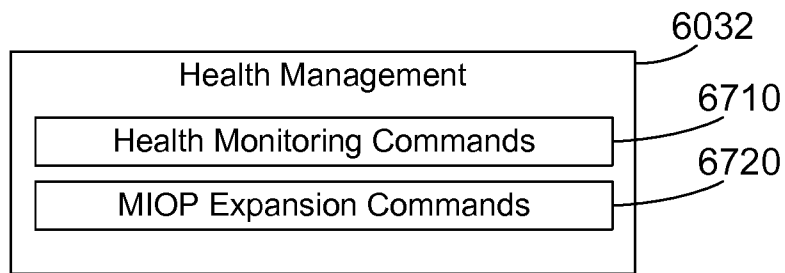 6032
Health Management
6710
Health Monitoring Commands
6720
MIOP Expansion Commands